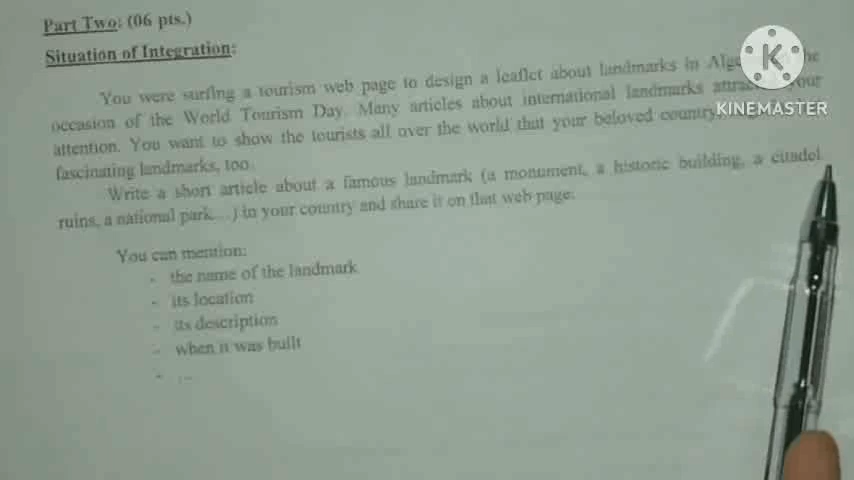 Part Two: (06 pts.)
Situation of Integration:
You were surfing a tourism web page to design a leaflet about landmarks in the
occasion of the World Tourism Day. Many articles about international landmarks your
attention. You want to show the tourists all over the world that your beloved country,
fascinating landmarks, too.
Write a short article about a famous landmark (a monument, a historic building, a citadel
ruins, a national park...) in your country and share it on that web page.
You can mention:
- the name of the landmark
- its location
- its description
- when it was built
- ...
K
KINEMASTER